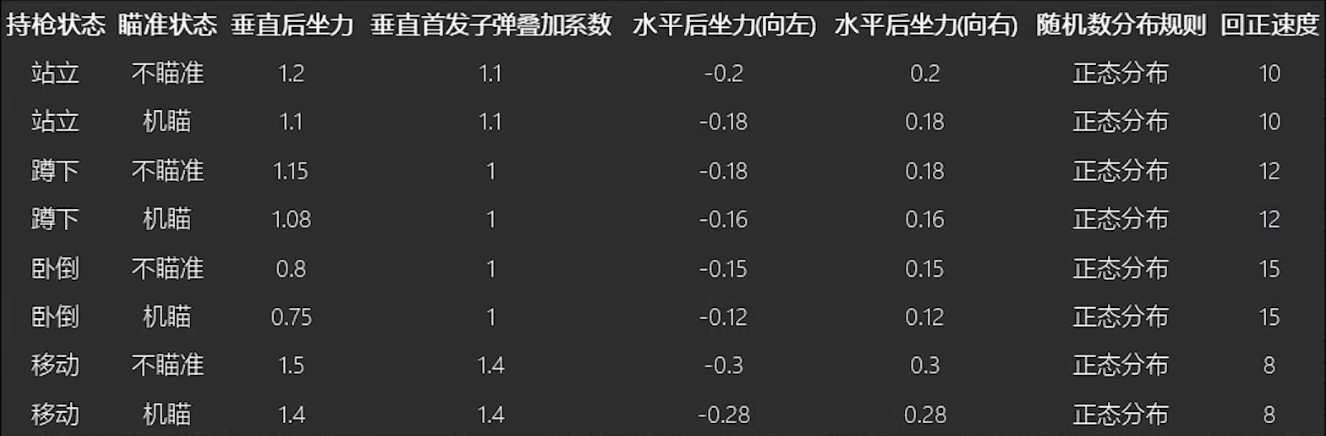 持枪状态 瞄准状态 垂直后坐力 垂直首发子弹叠加系数 水平后坐力(向左) 水平后坐力(向右) 随机数分布规则 回正速度
站立 不瞄准 1.2 1.1 -0.2 0.2 正态分布 10
站立 机瞄 1.1 1.1 -0.18 0.18 正态分布 10
蹲下 不瞄准 1.15 1 -0.18 0.18 正态分布 12
蹲下 机瞄 1.08 1 -0.16 0.16 正态分布 12
卧倒 不瞄准 0.8 1 -0.15 0.15 正态分布 15
卧倒 机瞄 0.75 1 -0.12 0.12 正态分布 15
移动 不瞄准 1.5 1.4 -0.3 0.3 正态分布 8
移动 机瞄 1.4 1.4 -0.28 0.28 正态分布 8